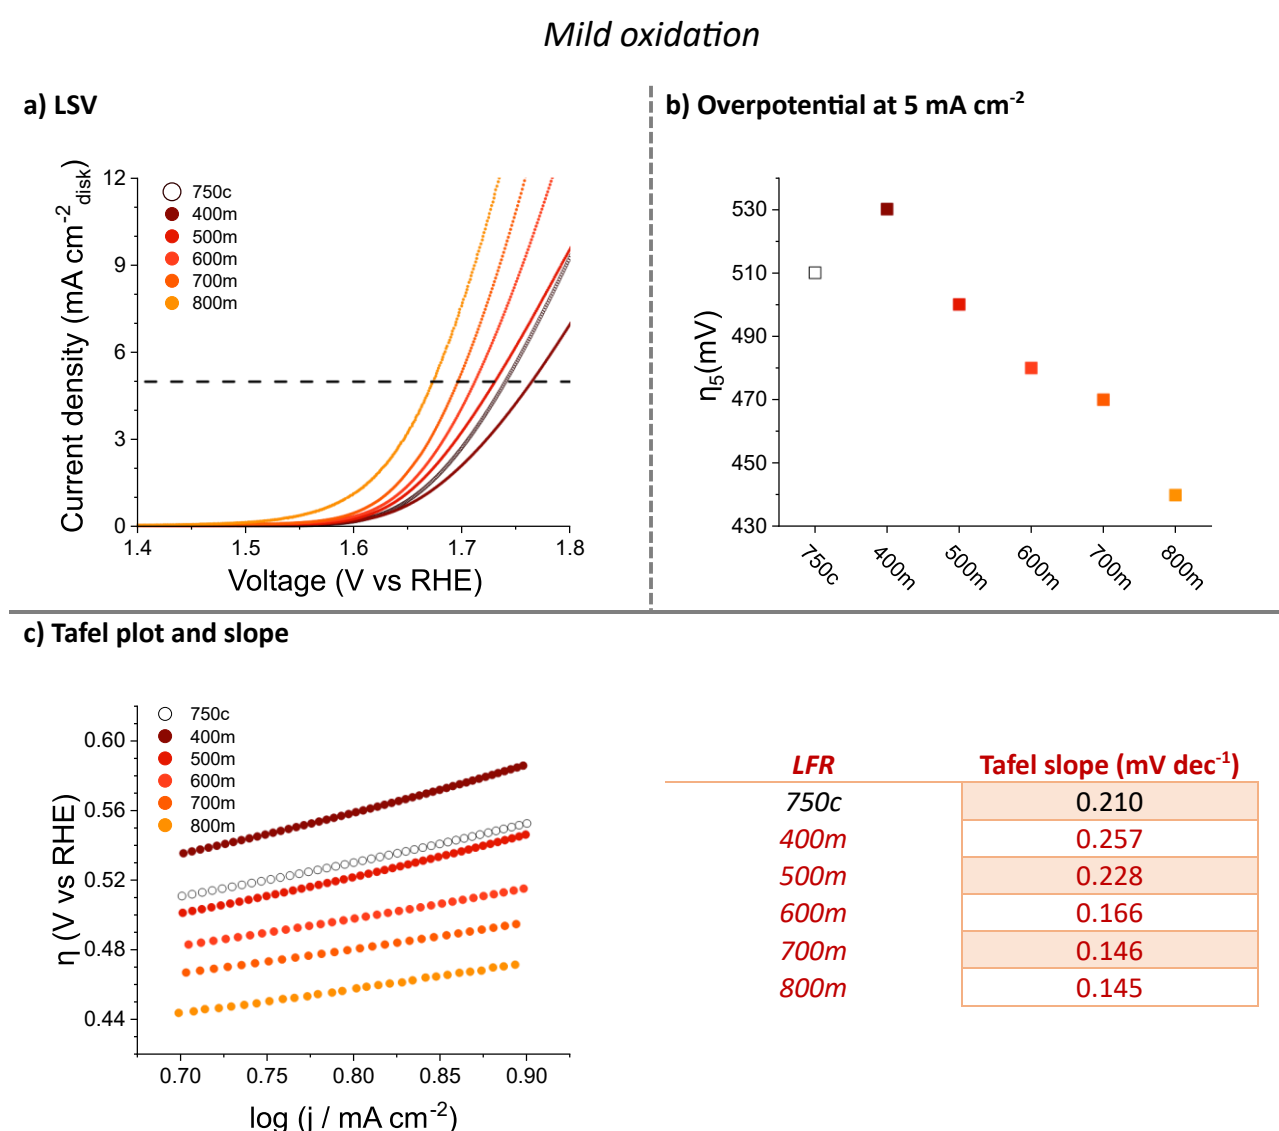 Mild oxidation
a) LSV
Current density (mA cm⁻²disk)
12
9
6
3
0
750c
400m
500m
600m
700m
800m
1.4 1.5 1.6 1.7 1.8
Voltage (V vs RHE)
b) Overpotential at 5 mA cm⁻²
η₅(mV)
530
510
490
470
450
430
750c 400m 500m 600m 700m 800m
c) Tafel plot and slope
η (V vs RHE)
0.60
0.56
0.52
0.48
0.44
750c
400m
500m
600m
700m
800m
0.70 0.75 0.80 0.85 0.90
log (j / mA cm⁻²)
LFR Tafel slope (mV dec⁻¹)
750c 0.210
400m 0.257
500m 0.228
600m 0.166
700m 0.146
800m 0.145